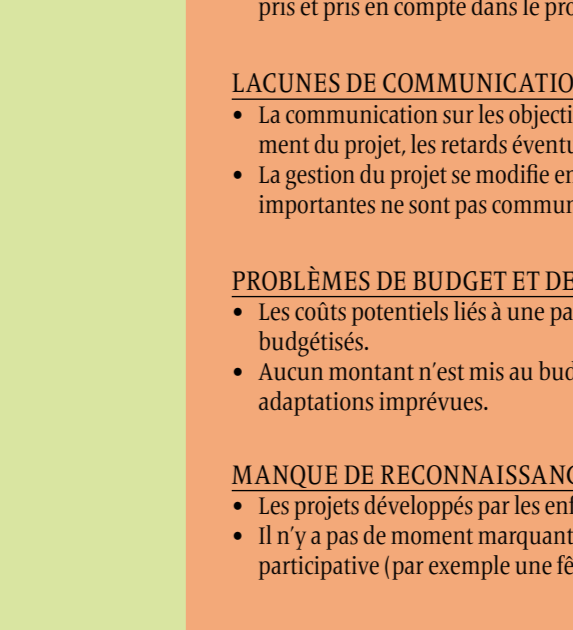 pris et pris en compte dans le pro
LACUNES DE COMMUNICATIO
• La communication sur les objecti
ment du projet, les retards éventu
• La gestion du projet se modifie en
importantes ne sont pas commun
PROBLÈMES DE BUDGET ET DE
• Les coûts potentiels liés à une pa
budgétisés.
• Aucun montant n’est mis au bud
adaptations imprévues.
MANQUE DE RECONNAISSANC
• Les projets développés par les enf
• Il n’y a pas de moment marquant
participative (par exemple une fê